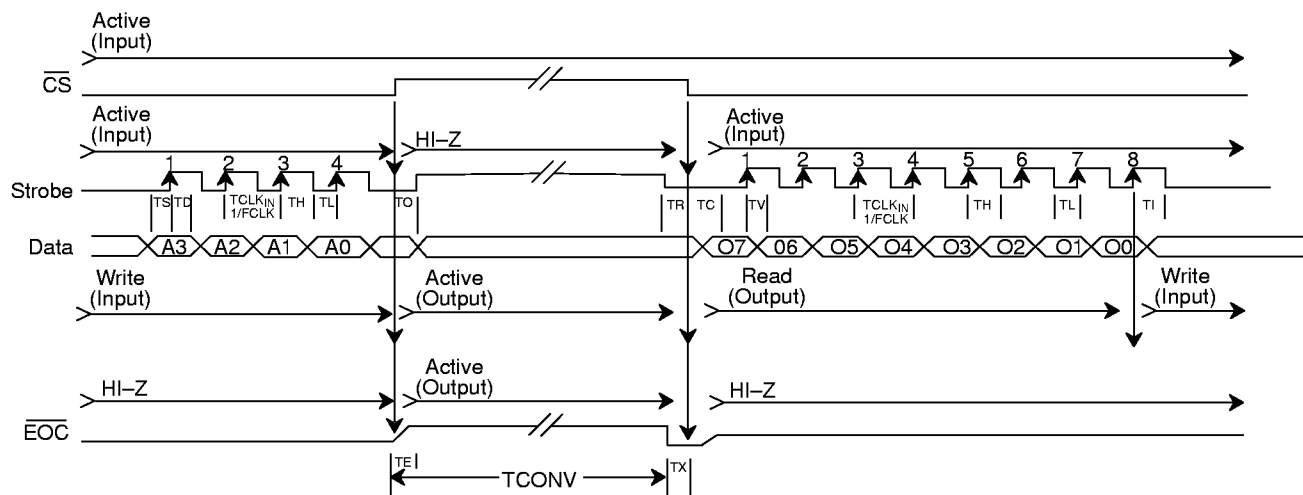 Active
(Input)
CS
Active
(Input)
HI–Z
Active
(Input)
1 2 3 4 1 2 3 4 5 6 7 8
Strobe
TS TD TCLKIN
1/FCLK TH TL TO TR TC TV TCLKIN
1/FCLK TH TL TI
Data A3 A2 A1 A0 O7 06 O5 O4 O3 O2 O1 O0
Write
(Input)
Active
(Output)
Read
(Output)
Write
(Input)
HI–Z
Active
(Output)
HI–Z
EOC
TE TCONV TX